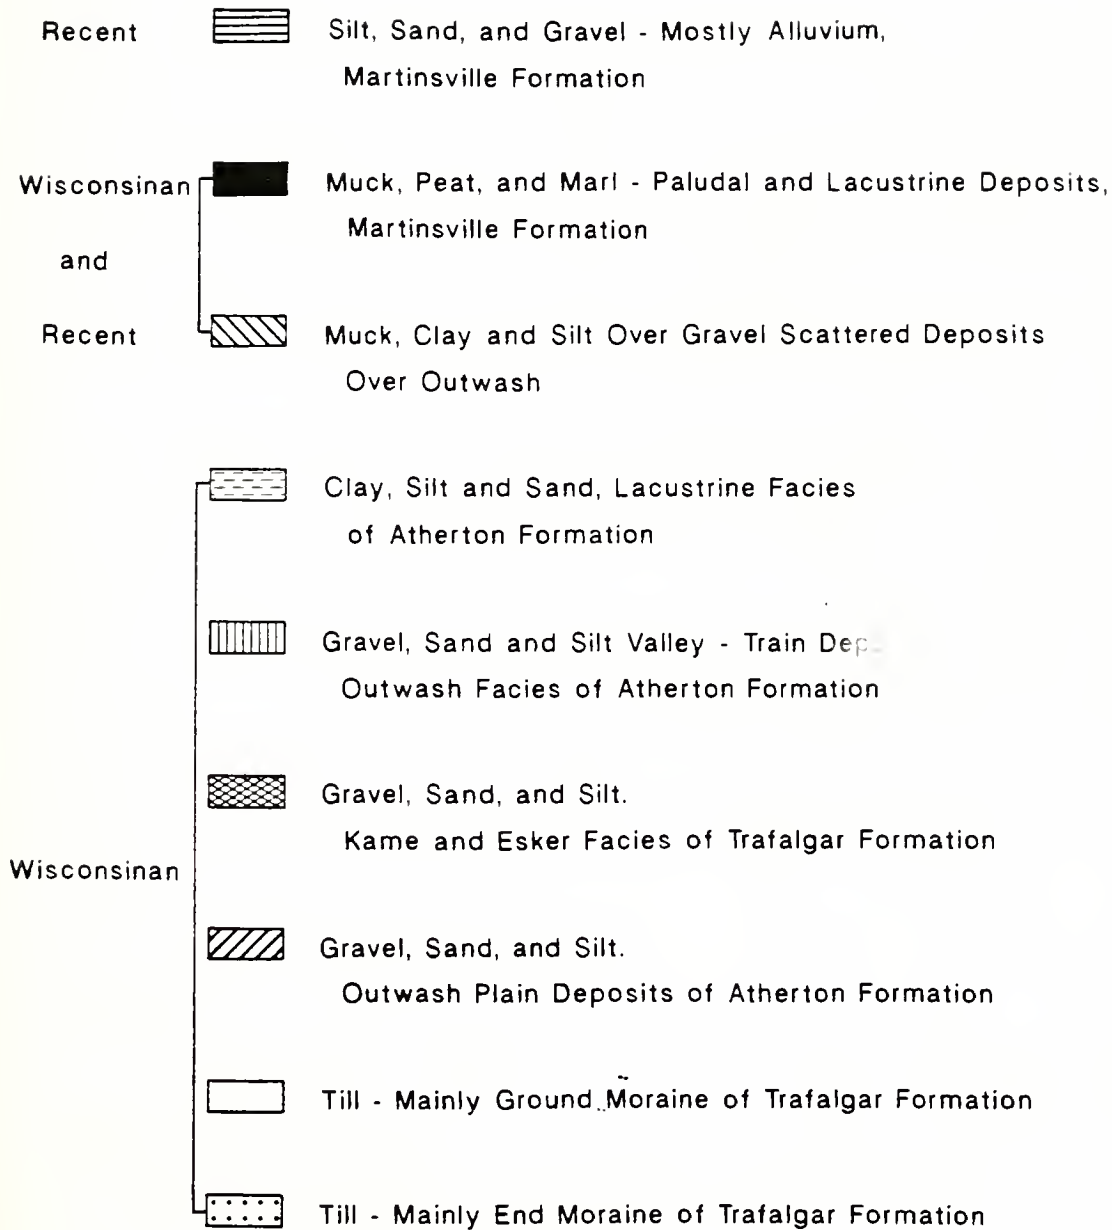 Recent Silt, Sand, and Gravel - Mostly Alluvium,
Martinsville Formation
Wisconsinan Muck, Peat, and Marl - Paludal and Lacustrine Deposits,
Martinsville Formation
and
Recent Muck, Clay and Silt Over Gravel Scattered Deposits
Over Outwash
Clay, Silt and Sand, Lacustrine Facies
of Atherton Formation
Gravel, Sand and Silt Valley - Train
Outwash Facies of Atherton Formation
Gravel, Sand, and Silt.
Kame and Esker Facies of Trafalgar Formation
Wisconsinan
Gravel, Sand, and Silt.
Outwash Plain Deposits of Atherton Formation
Till - Mainly Ground Moraine of Trafalgar Formation
Till - Mainly End Moraine of Trafalgar Formation